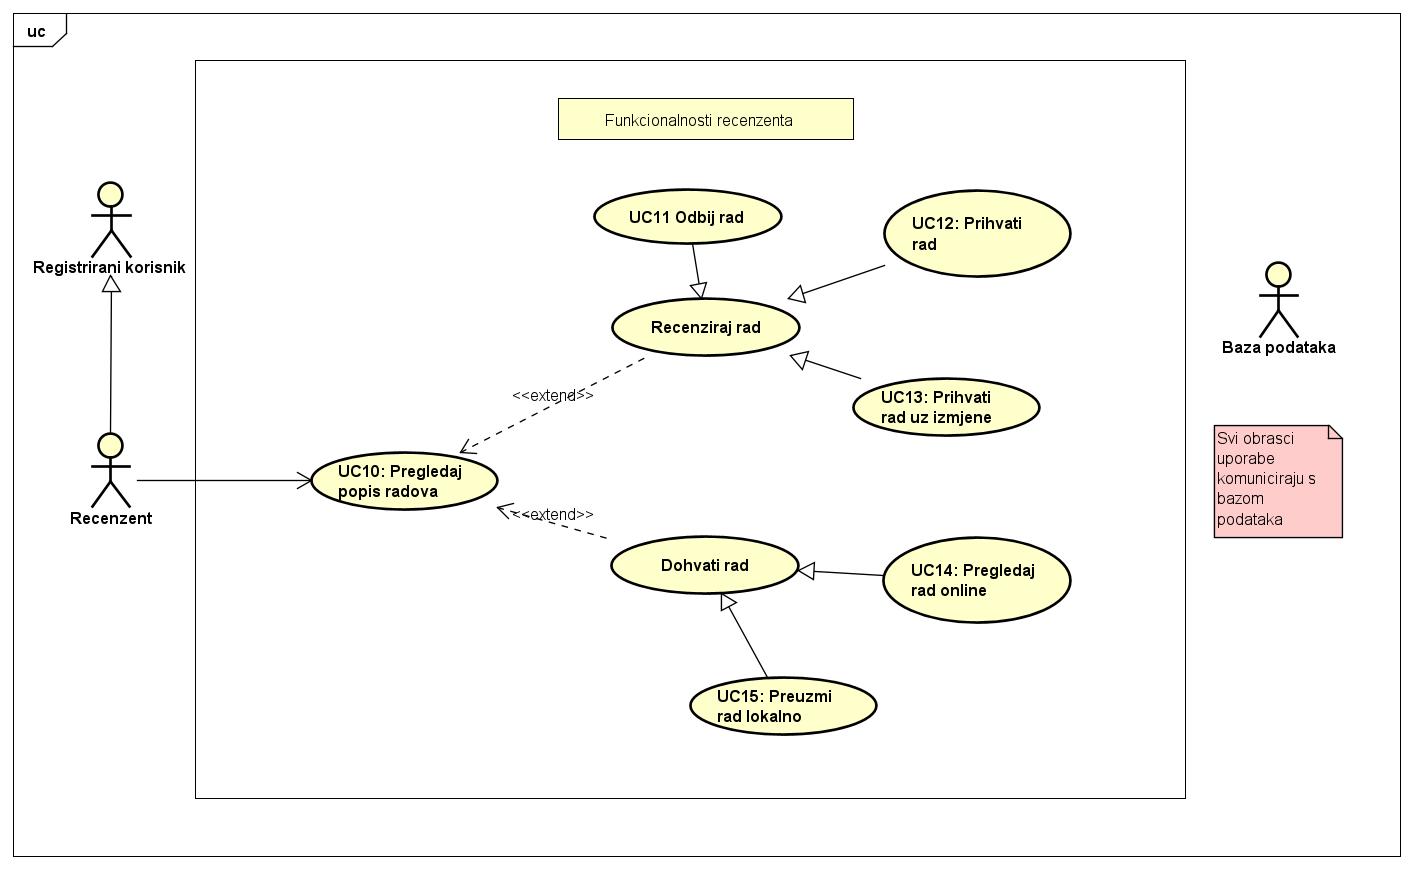 uc
Funkcionalnosti recenzenta
UC11 Odbij rad
UC12: Prihvati
rad
Registrirani korisnik
Recenziraj rad
Baza podataka
<<extend>>
UC13: Prihvati
rad uz izmjene
Svi obrasci
uporabe
komuniciraju s
bazom
podataka
UC10: Pregledaj
popis radova
Recenzent
<<extend>>
Dohvati rad
UC14: Pregledaj
rad online
UC15: Preuzmi
rad lokalno